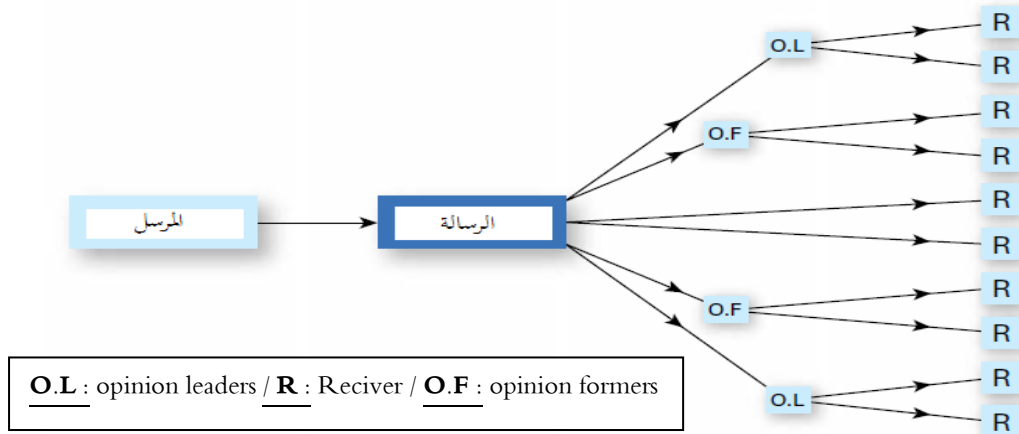 R
O.L
R
R
O.F
R
R
المرسل
الرسالة
R
R
O.F
R
R
O.L
R
O.L : opinion leaders / R : Reciver / O.F : opinion formers